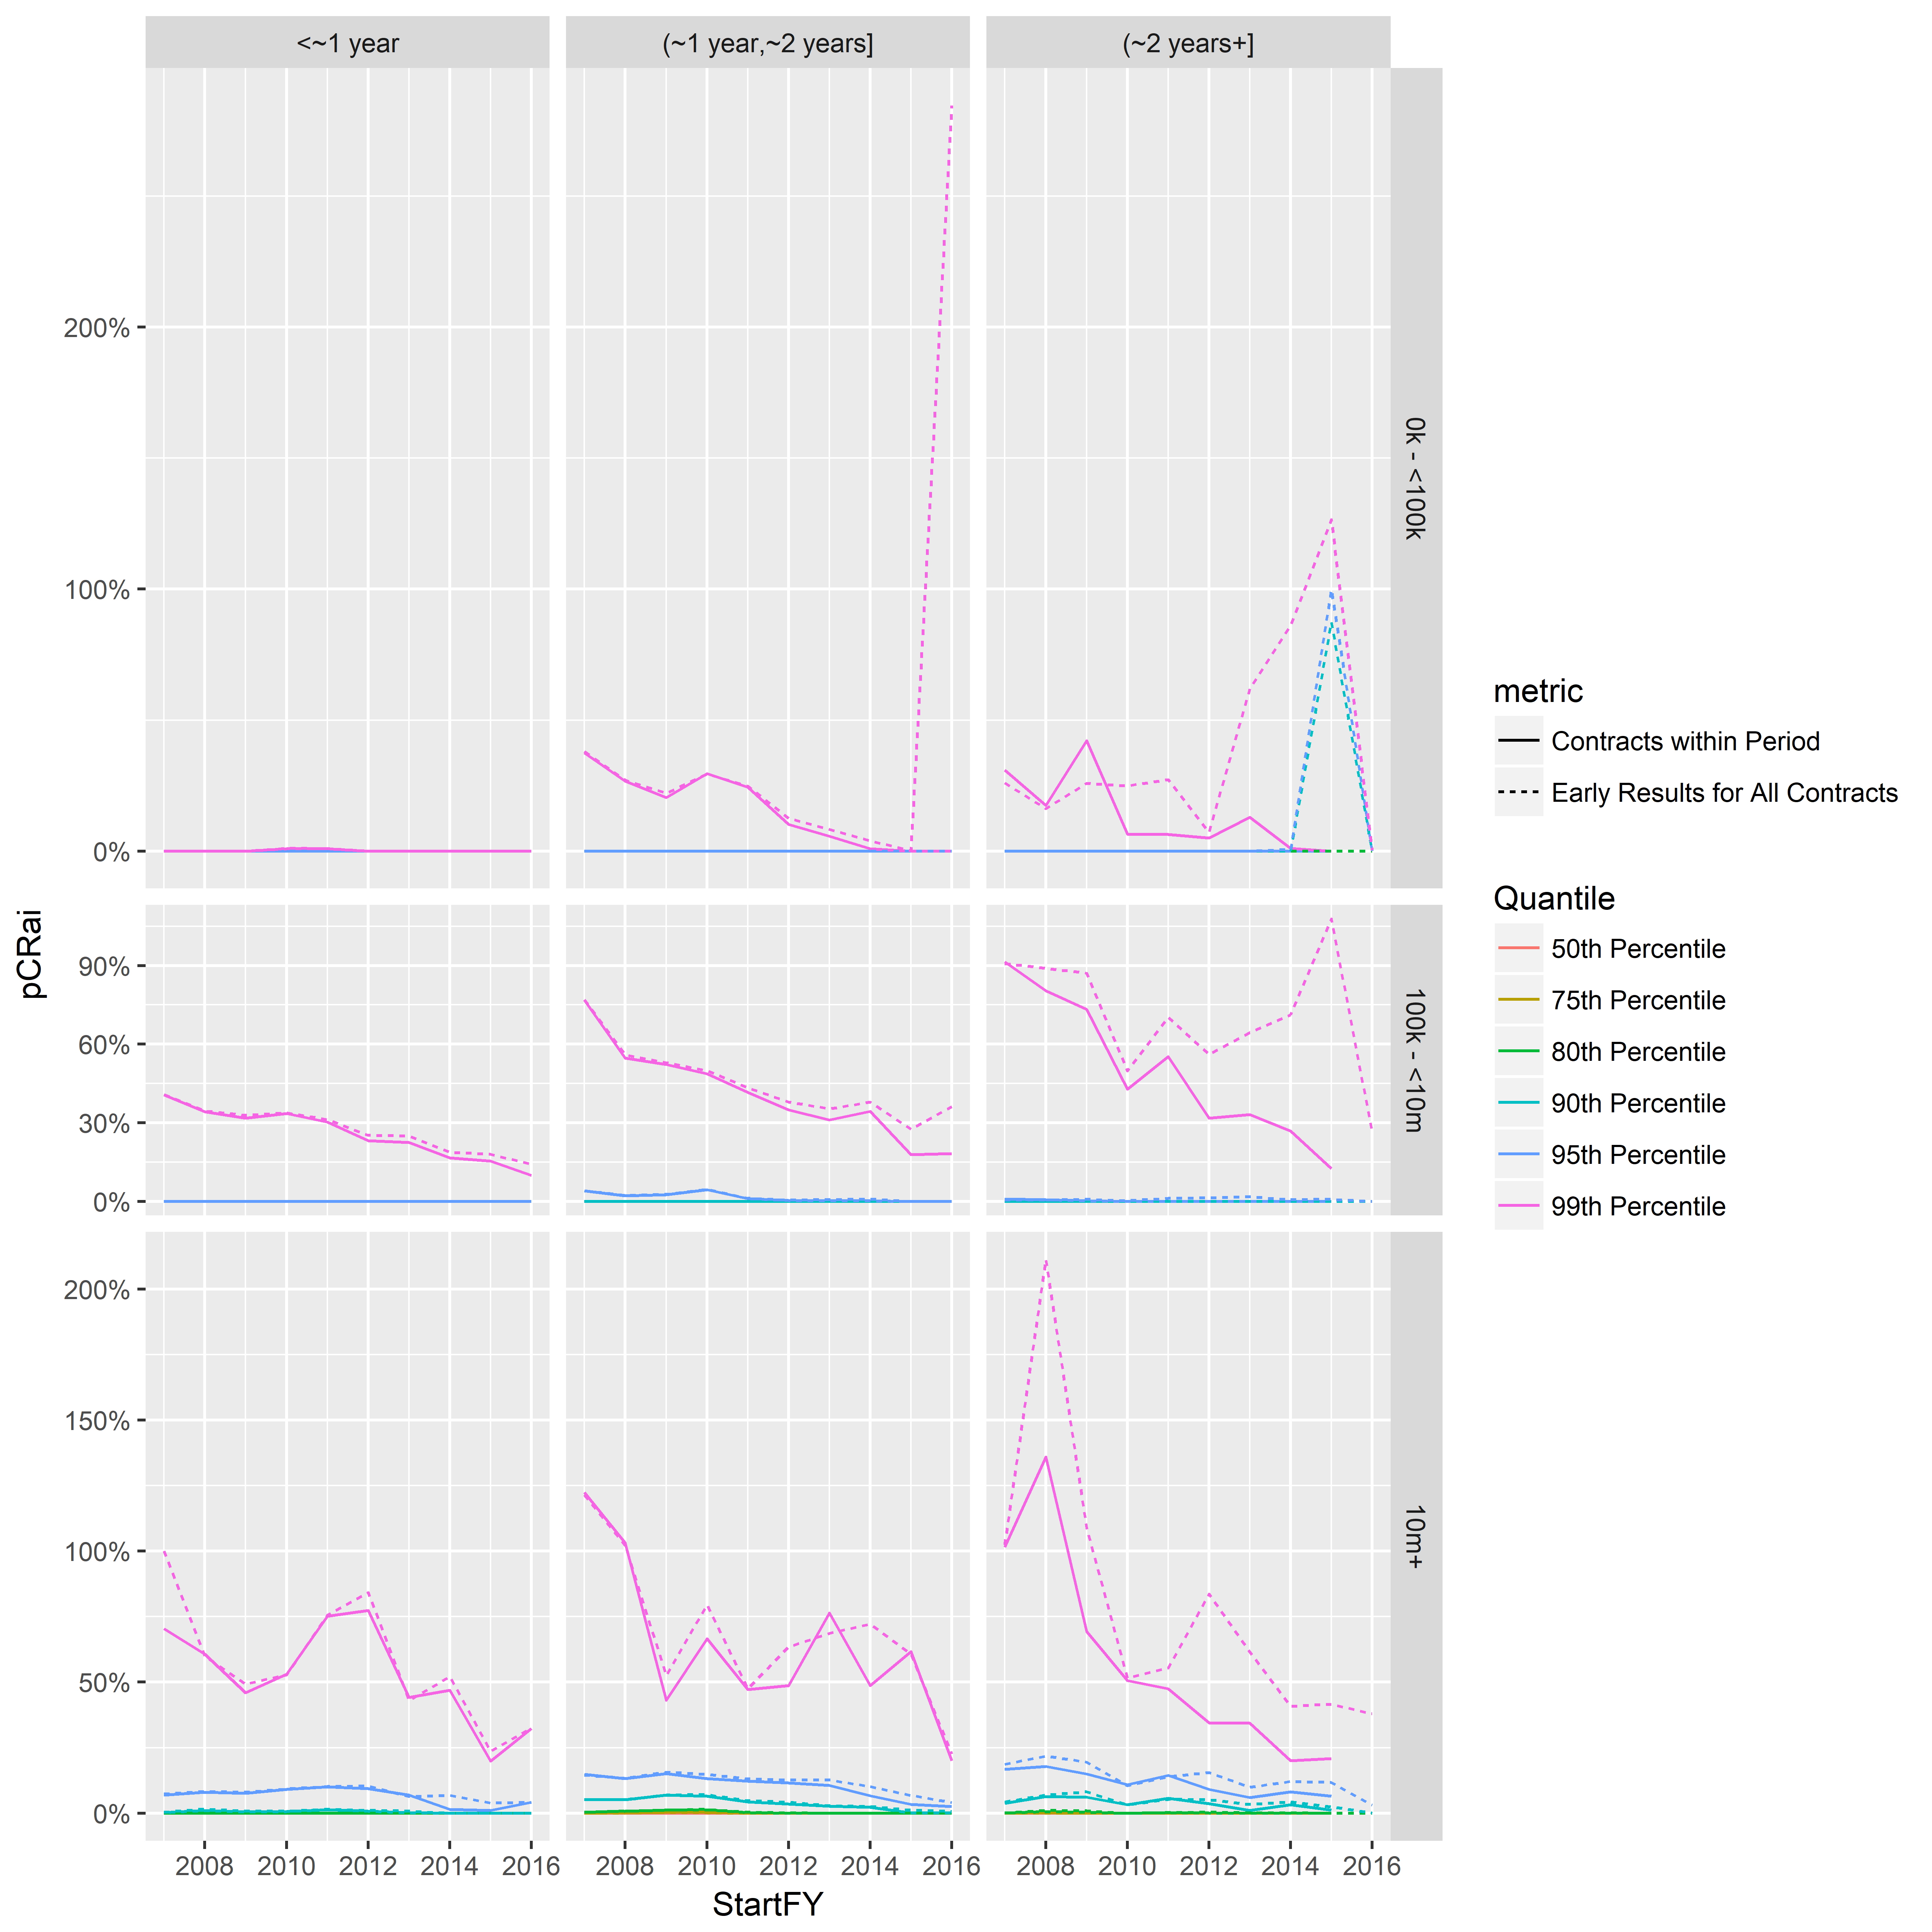 <~1 year
(~1 year,~2 years]
(~2 years+]
200%
100%
0%
0k - <100k
90%
60%
30%
0%
100k - <10m
200%
150%
100%
50%
0%
10m+
2008 2010 2012 2014 2016
2008 2010 2012 2014 2016
2008 2010 2012 2014 2016
StartFY
pCRai
metric
Contracts within Period
Early Results for All Contracts
Quantile
50th Percentile
75th Percentile
80th Percentile
90th Percentile
95th Percentile
99th Percentile